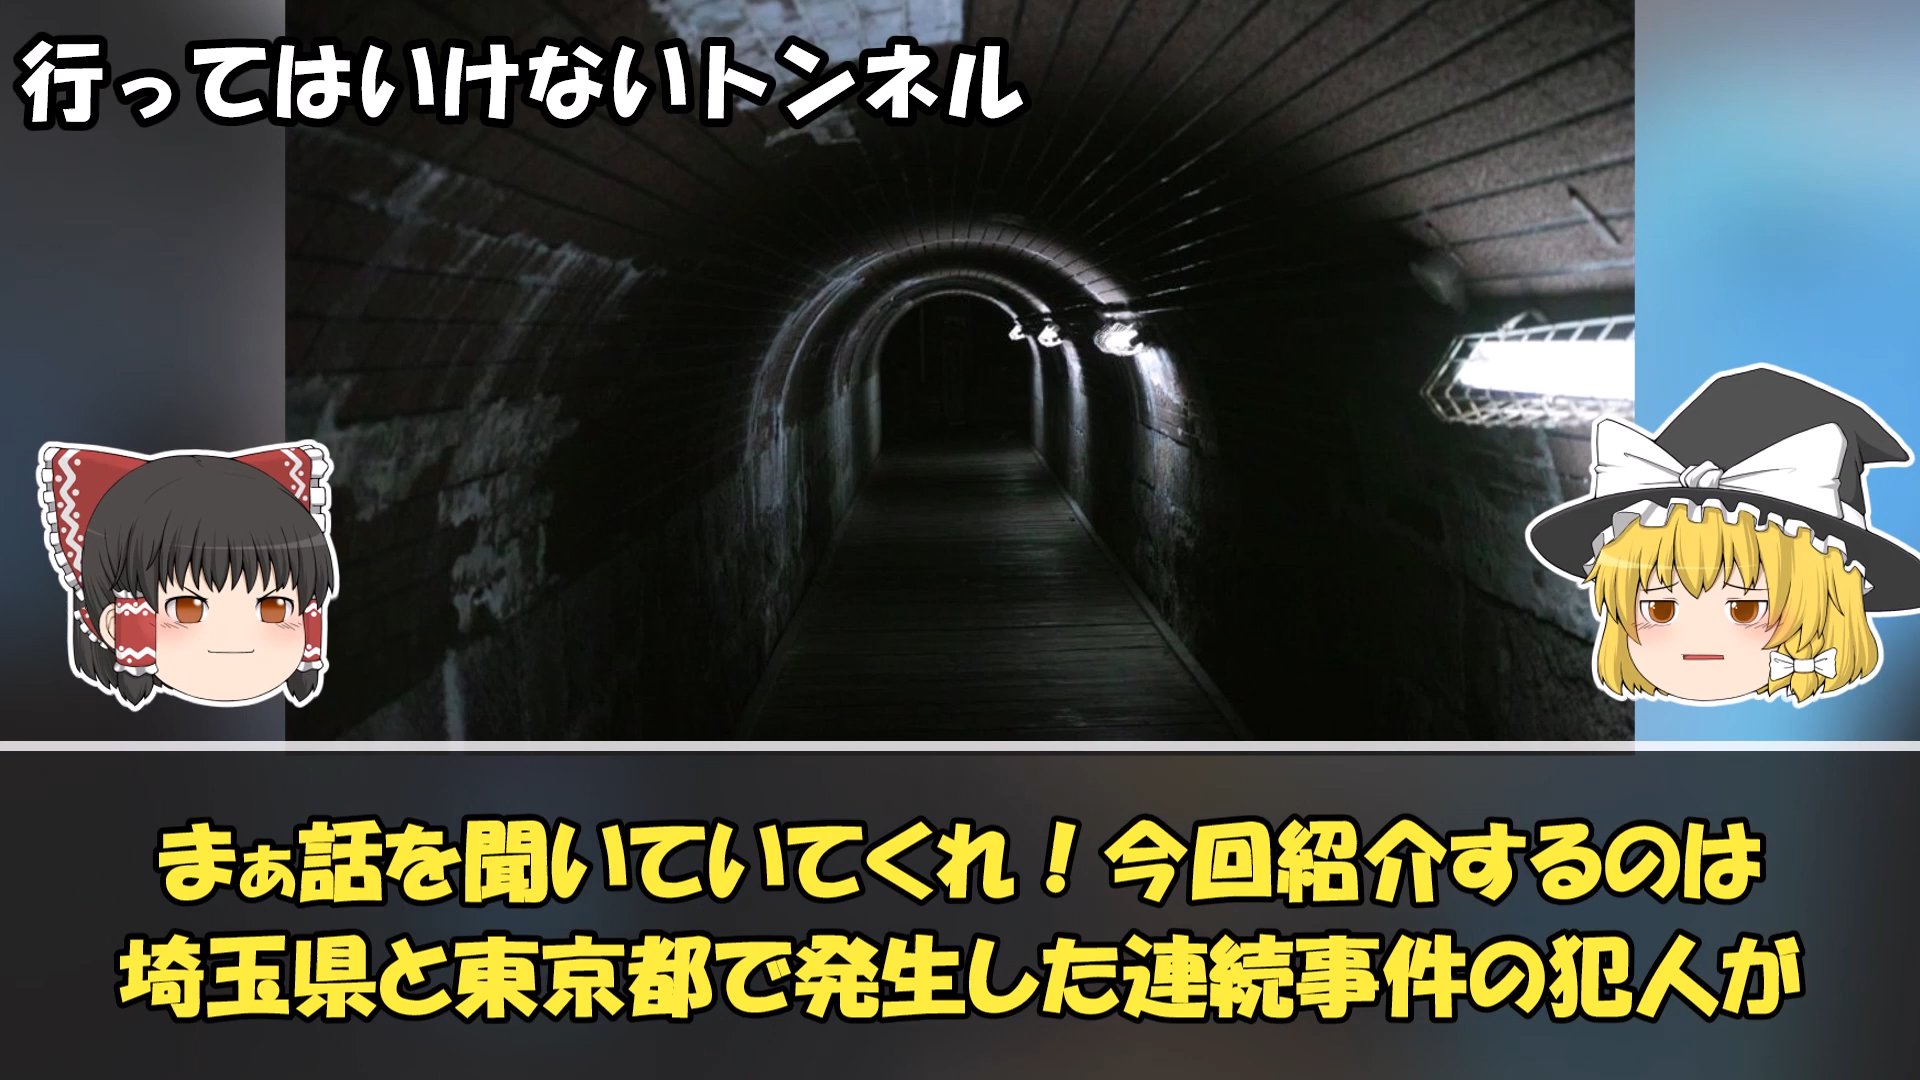 行ってはいけないトンネル
まぁ話を聞いていてくれ！今回紹介するのは
埼玉県と東京都で発生した連続事件の犯人が